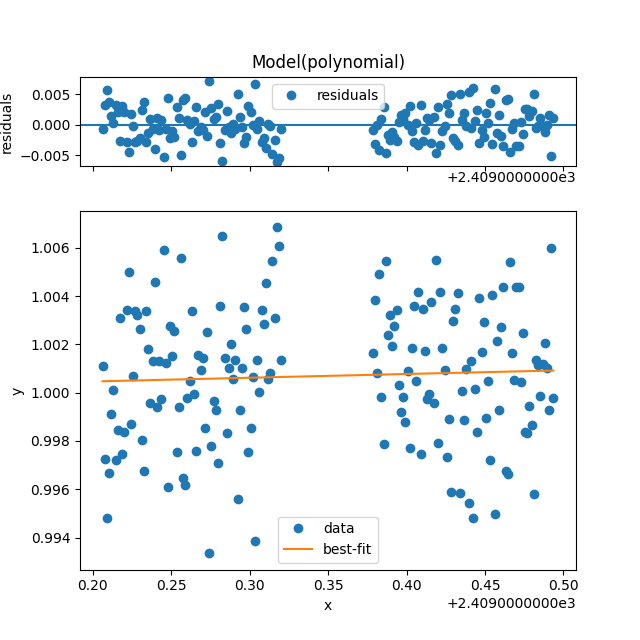 Model(polynomial)
residuals
0.005
0.000
−0.005
residuals
+2.4090000000e3
y
1.006
1.004
1.002
1.000
0.998
0.996
0.994
data
best-fit
0.20 0.25 0.30 0.35 0.40 0.45 0.50
x
+2.4090000000e3